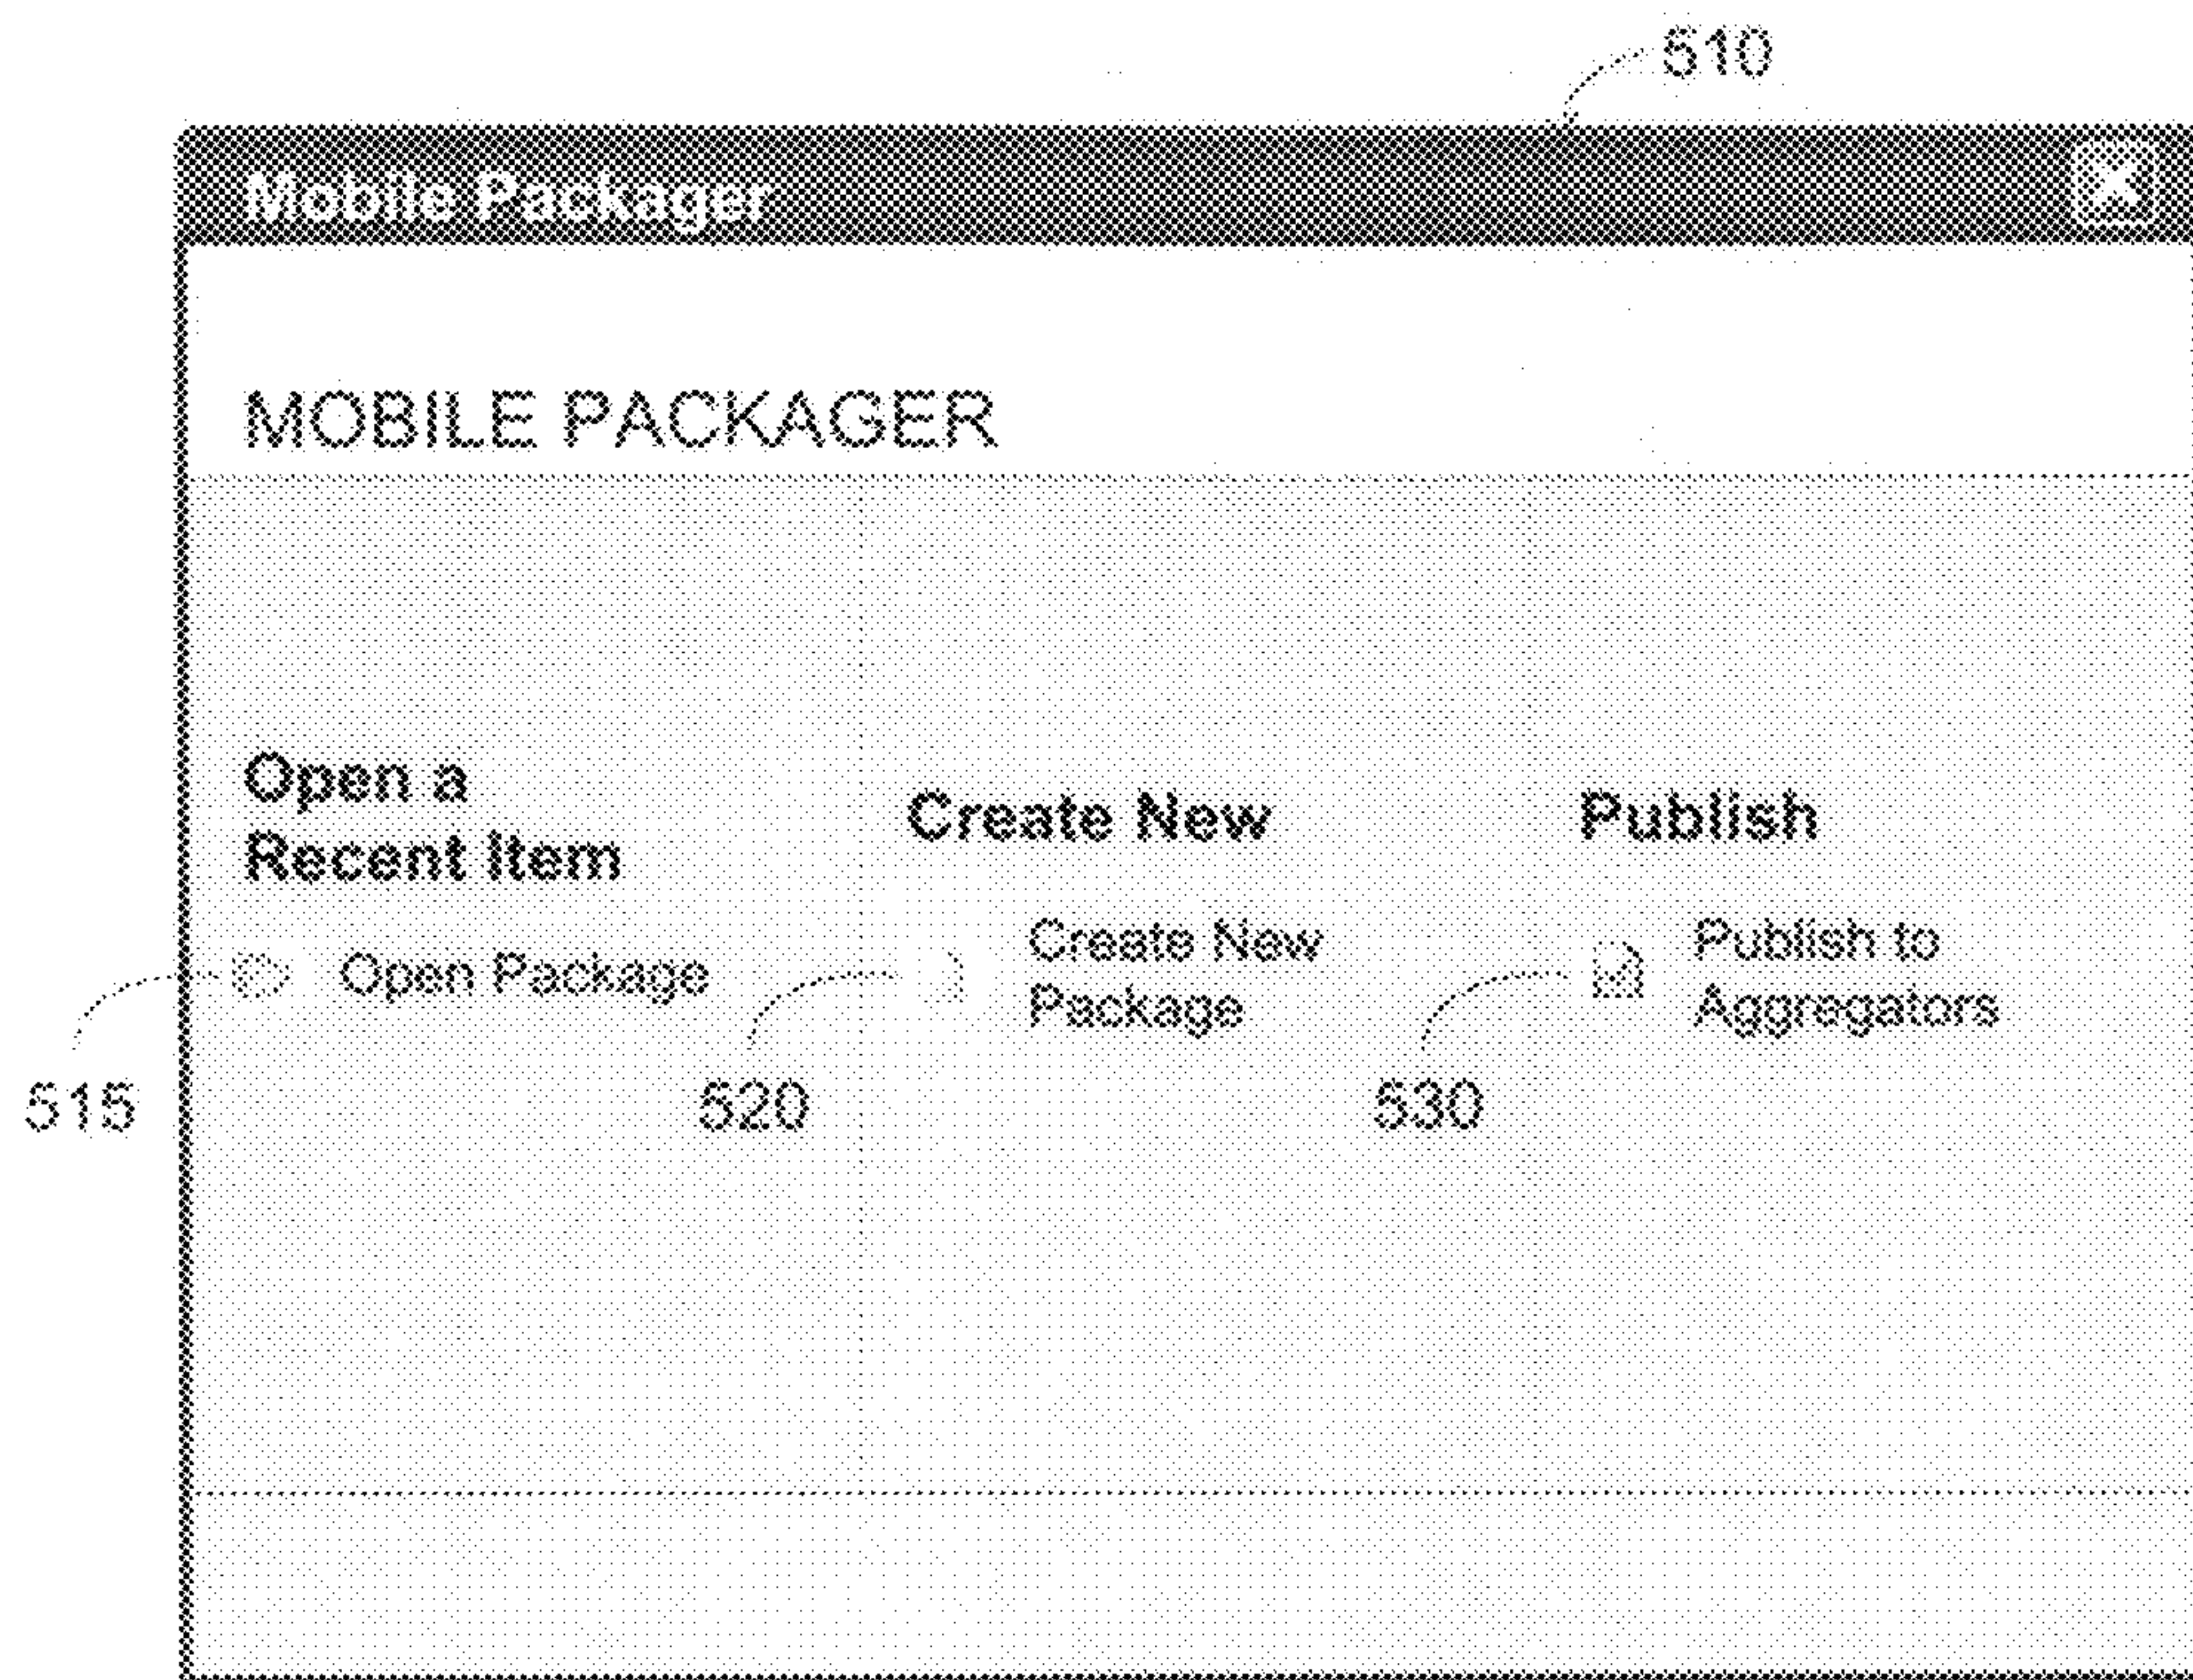 510
Mobile Packager
MOBILE PACKAGER
Open a
Recent Item
Open Package
515
Create New
Create New
Package
520
Publish
Publish to
Aggregators
530